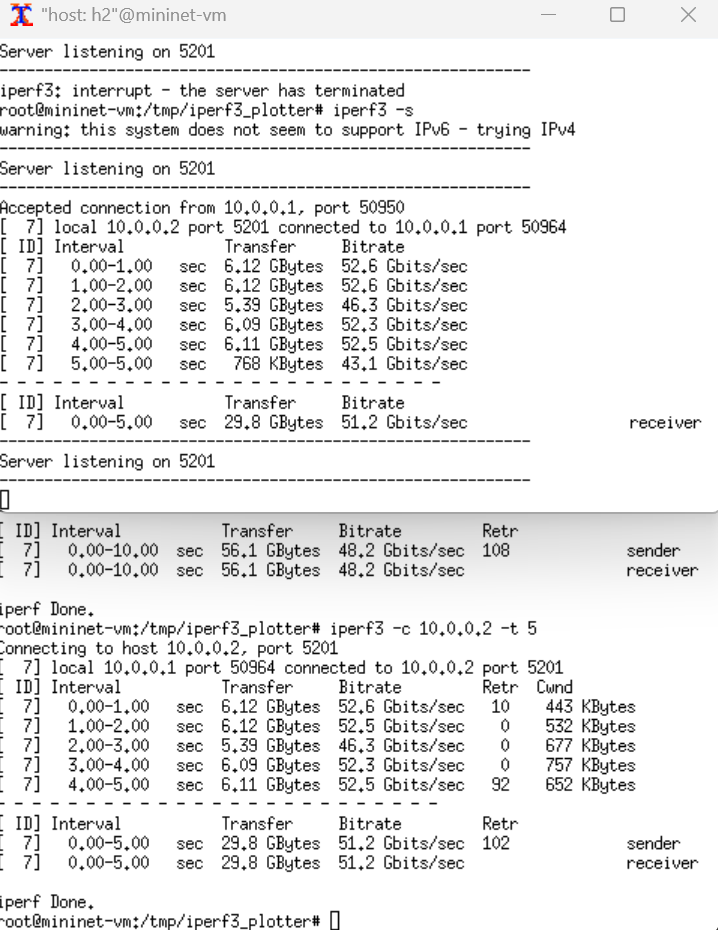 "host: h2"@mininet-vm
Server listening on 5201
-----------------------------------------------------------
iperf3: interrupt - the server has terminated
root@mininet-vm:/tmp/iperf3_plotter# iperf3 -s
warning: this system does not seem to support IPv6 - trying IPv4
-----------------------------------------------------------
Server listening on 5201
-----------------------------------------------------------
Accepted connection from 10.0.0.1, port 50950
[  7] local 10.0.0.2 port 5201 connected to 10.0.0.1 port 50964
[ ID] Interval           Transfer     Bitrate
[  7]   0.00-1.00   sec  6.12 GBytes  52.6 Gbits/sec
[  7]   1.00-2.00   sec  6.12 GBytes  52.6 Gbits/sec
[  7]   2.00-3.00   sec  5.39 GBytes  46.3 Gbits/sec
[  7]   3.00-4.00   sec  6.09 GBytes  52.3 Gbits/sec
[  7]   4.00-5.00   sec  6.11 GBytes  52.5 Gbits/sec
[  7]   5.00-5.00   sec   768 KBytes  43.1 Gbits/sec
- - - - - - - - - - - - - - - - - - - - - - - - -
[ ID] Interval           Transfer     Bitrate
[  7]   0.00-5.00   sec  29.8 GBytes  51.2 Gbits/sec                  receiver
-----------------------------------------------------------
Server listening on 5201
-----------------------------------------------------------
[ ID] Interval           Transfer     Bitrate         Retr
[  7]   0.00-10.00  sec  56.1 GBytes  48.2 Gbits/sec  108             sender
[  7]   0.00-10.00  sec  56.1 GBytes  48.2 Gbits/sec                  receiver
iperf Done.
root@mininet-vm:/tmp/iperf3_plotter# iperf3 -c 10.0.0.2 -t 5
Connecting to host 10.0.0.2, port 5201
[  7] local 10.0.0.1 port 50964 connected to 10.0.0.2 port 5201
[ ID] Interval           Transfer     Bitrate         Retr  Cwnd
[  7]   0.00-1.00   sec  6.12 GBytes  52.6 Gbits/sec   10    443 KBytes
[  7]   1.00-2.00   sec  6.12 GBytes  52.5 Gbits/sec    0    532 KBytes
[  7]   2.00-3.00   sec  5.39 GBytes  46.3 Gbits/sec    0    677 KBytes
[  7]   3.00-4.00   sec  6.09 GBytes  52.3 Gbits/sec    0    757 KBytes
[  7]   4.00-5.00   sec  6.11 GBytes  52.5 Gbits/sec   92    652 KBytes
- - - - - - - - - - - - - - - - - - - - - - - - -
[ ID] Interval           Transfer     Bitrate         Retr
[  7]   0.00-5.00   sec  29.8 GBytes  51.2 Gbits/sec  102             sender
[  7]   0.00-5.00   sec  29.8 GBytes  51.2 Gbits/sec                  receiver
iperf Done.
root@mininet-vm:/tmp/iperf3_plotter#